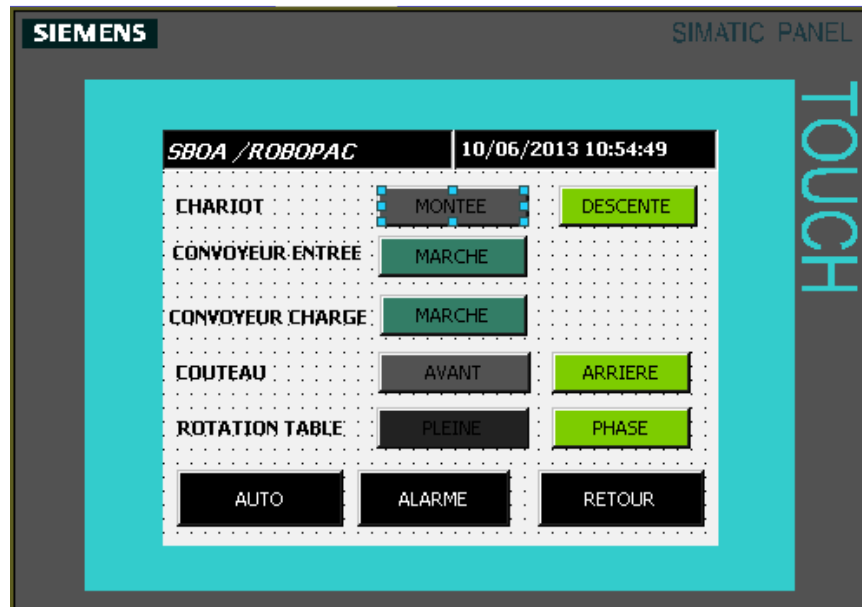 SIEMENS
SIMATIC PANEL
TOUCH
SBOA /ROBOPAC 10/06/2013 10:54:49
CHARIOT MONTEE DESCENTE
CONVOYEUR ENTREE MARCHE
CONVOYEUR CHARGE MARCHE
COUTEAU AVANT ARRIERE
ROTATION TABLE PLEINE PHASE
AUTO ALARME RETOUR